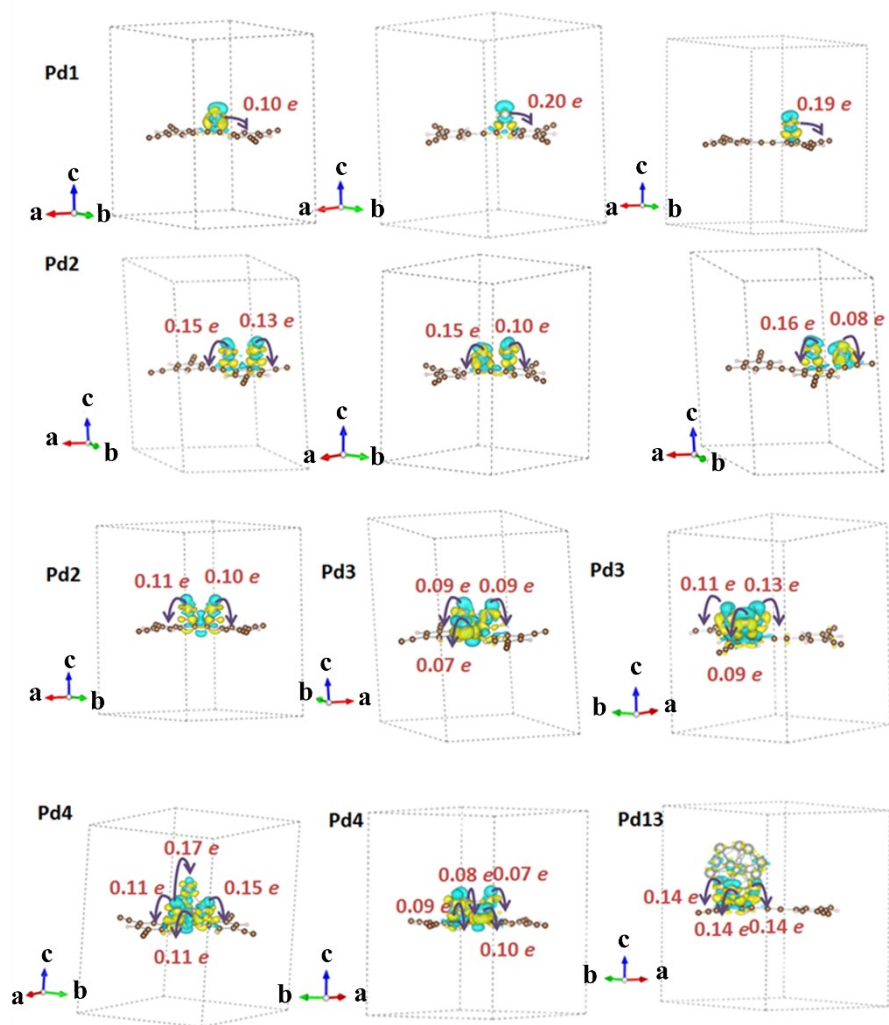 Pd1
0.10 e
0.20 e
0.19 e
c
a
b
c
a
b
c
a
b
Pd2
0.15 e
0.13 e
0.15 e
0.10 e
0.16 e
0.08 e
c
a
b
c
a
b
c
a
b
Pd2
0.11 e
0.10 e
c
a
b
Pd3
0.09 e
0.09 e
0.07 e
c
b
a
Pd3
0.11 e
0.13 e
0.09 e
c
b
a
Pd4
0.17 e
0.11 e
0.15 e
0.11 e
c
a
b
Pd4
0.08 e
0.07 e
0.09 e
0.10 e
c
b
a
Pd13
0.14 e
0.14 e
0.14 e
c
b
a